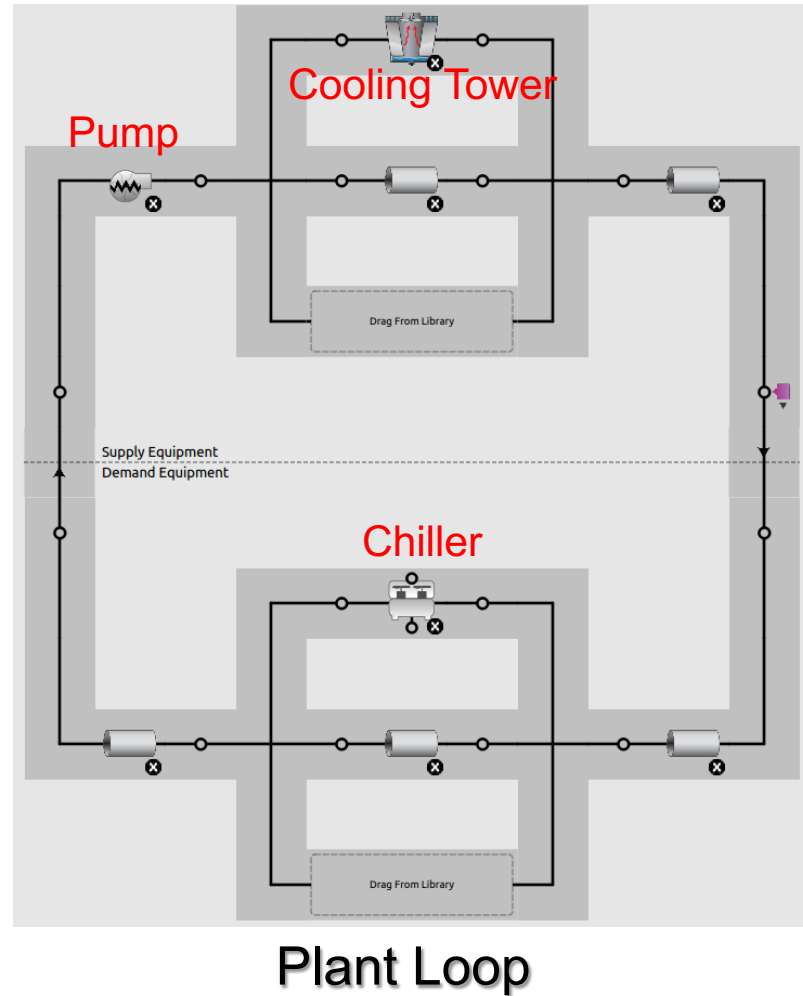 Cooling Tower
Pump
Drag From Library
Supply Equipment
Demand Equipment
Chiller
Drag From Library
Plant Loop